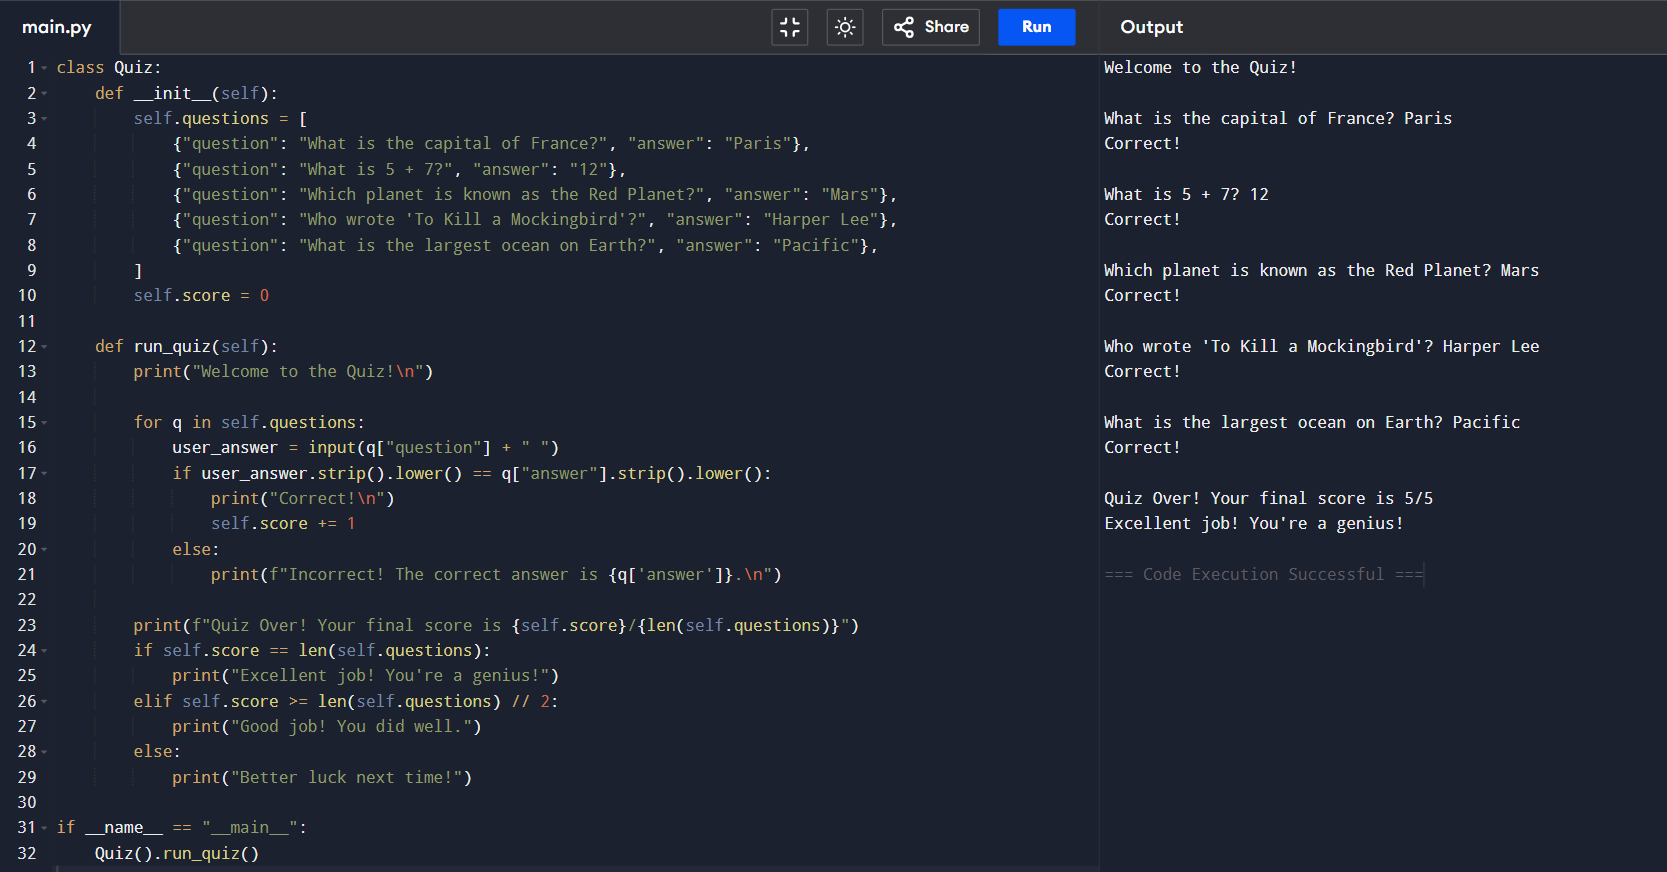 main.py
Share
Run
Output
1 class Quiz:
2     def __init__(self):
3         self.questions = [
4             {"question": "What is the capital of France?", "answer": "Paris"},
5             {"question": "What is 5 + 7?", "answer": "12"},
6             {"question": "Which planet is known as the Red Planet?", "answer": "Mars"},
7             {"question": "Who wrote 'To Kill a Mockingbird'?", "answer": "Harper Lee"},
8             {"question": "What is the largest ocean on Earth?", "answer": "Pacific"},
9         ]
10         self.score = 0
11
12     def run_quiz(self):
13         print("Welcome to the Quiz!\n")
14
15         for q in self.questions:
16             user_answer = input(q["question"] + " ")
17             if user_answer.strip().lower() == q["answer"].strip().lower():
18                 print("Correct!\n")
19                 self.score += 1
20             else:
21                 print(f"Incorrect! The correct answer is {q['answer']}.\n")
22
23         print(f"Quiz Over! Your final score is {self.score}/{len(self.questions)}")
24         if self.score == len(self.questions):
25             print("Excellent job! You're a genius!")
26         elif self.score >= len(self.questions) // 2:
27             print("Good job! You did well.")
28         else:
29             print("Better luck next time!")
30
31 if __name__ == "__main__":
32     Quiz().run_quiz()
Welcome to the Quiz!
What is the capital of France? Paris
Correct!
What is 5 + 7? 12
Correct!
Which planet is known as the Red Planet? Mars
Correct!
Who wrote 'To Kill a Mockingbird'? Harper Lee
Correct!
What is the largest ocean on Earth? Pacific
Correct!
Quiz Over! Your final score is 5/5
Excellent job! You're a genius!
=== Code Execution Successful ===